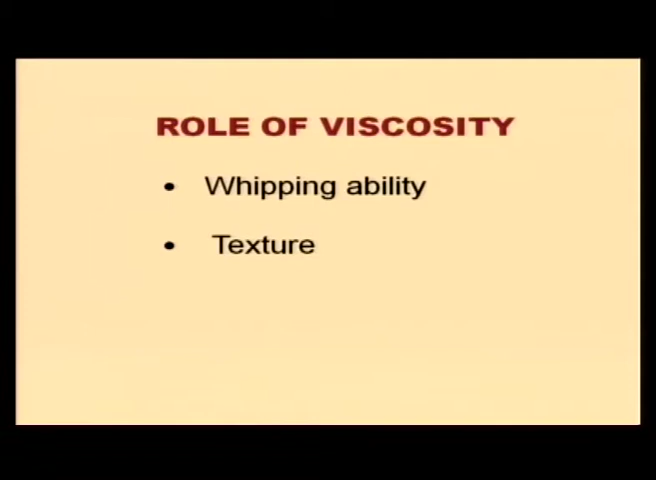 ROLE OF VISCOSITY
• Whipping ability
• Texture